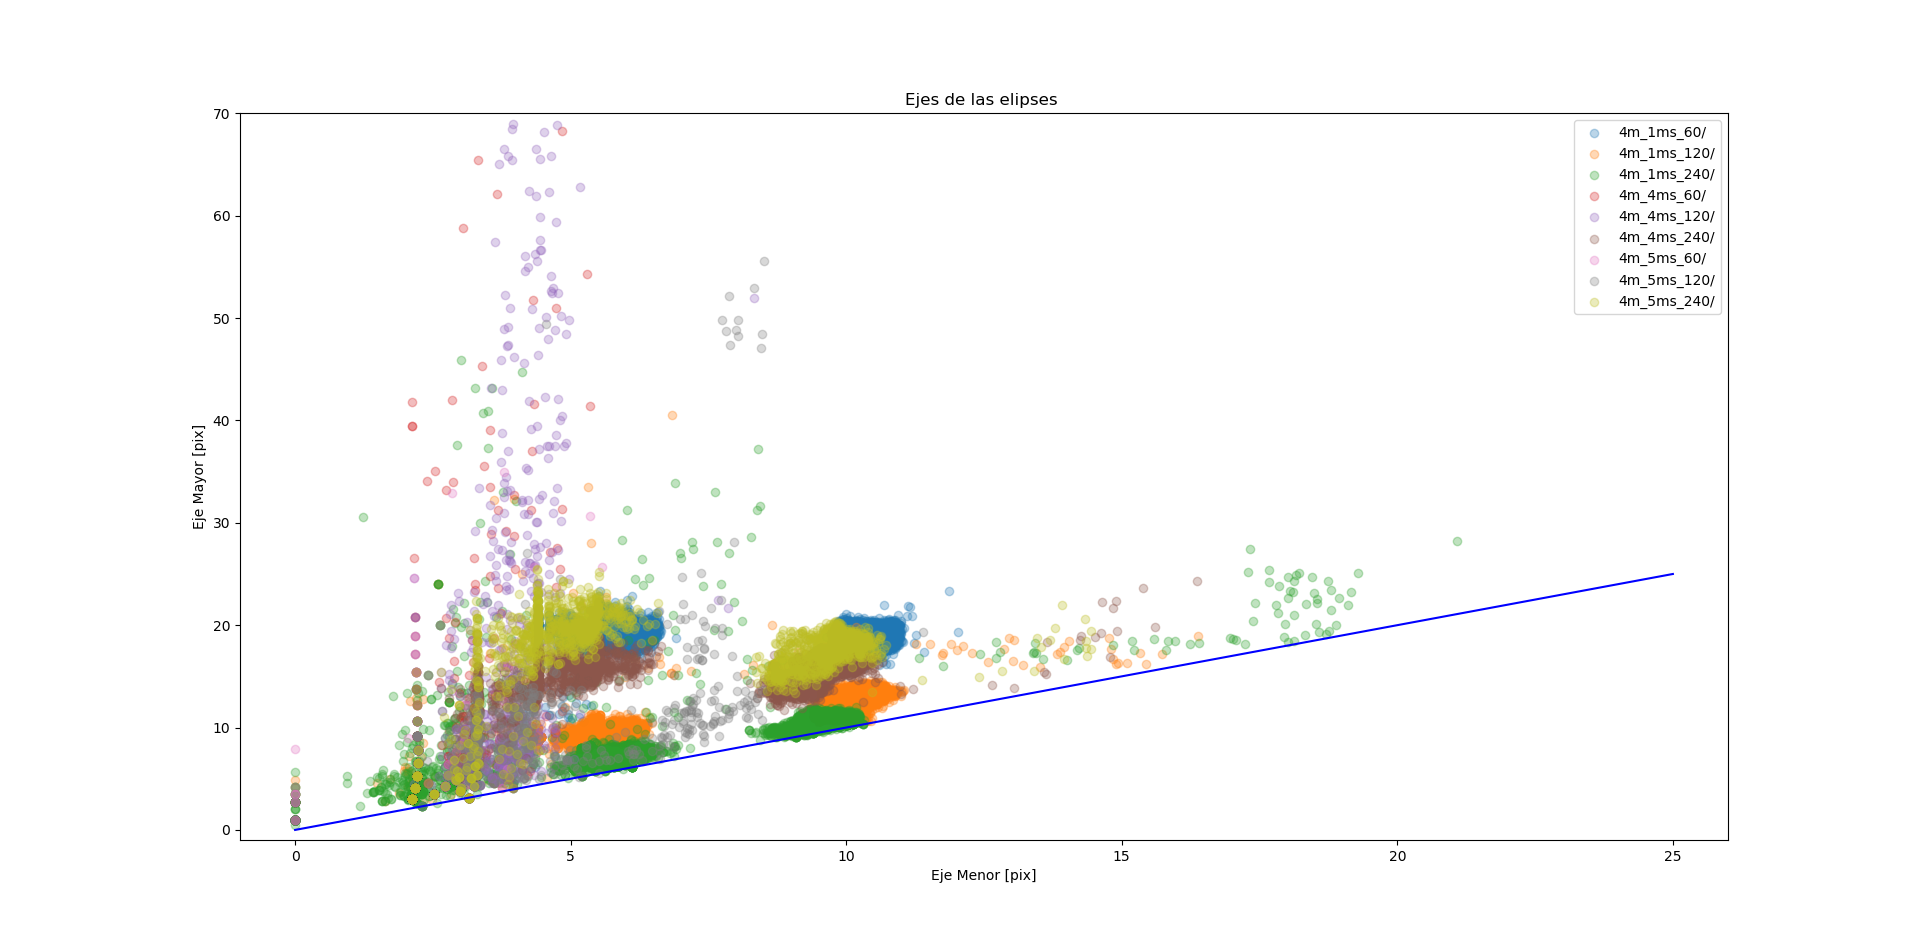 Ejes de las elipses
70
60
50
40
30
20
10
0
Eje Mayor [pix]
0 5 10 15 20 25
Eje Menor [pix]
4m_1ms_60/
4m_1ms_120/
4m_1ms_240/
4m_4ms_60/
4m_4ms_120/
4m_4ms_240/
4m_5ms_60/
4m_5ms_120/
4m_5ms_240/